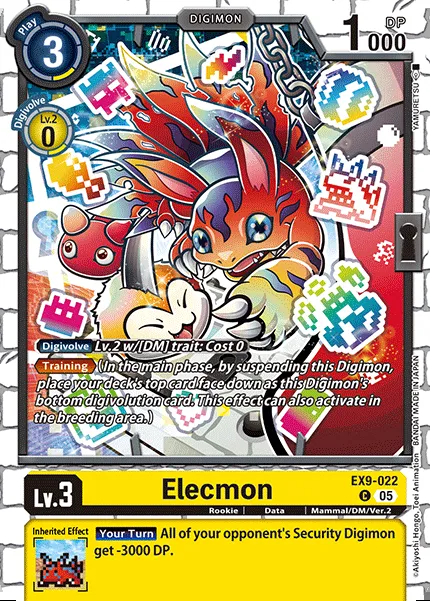 DIGIMON
Play
3
1000
DP
Digivolve
Lv.2
0
YAMURETSU
Digivolve Lv.2 w/[DM] trait: Cost 0
Training (In the main phase, by suspending this Digimon,
place your deck's top card face down as this Digimon's
bottom digivolution card. This effect can also activate in
the breeding area.)
©Akiyoshi Hongo, Toei Animation BANDAI MADE IN JAPAN
Lv.3
Elecmon
EX9-022
C 05
Rookie | Data | Mammal/DM/Ver.2
Inherited Effect
Your Turn All of your opponent's Security Digimon
get -3000 DP.